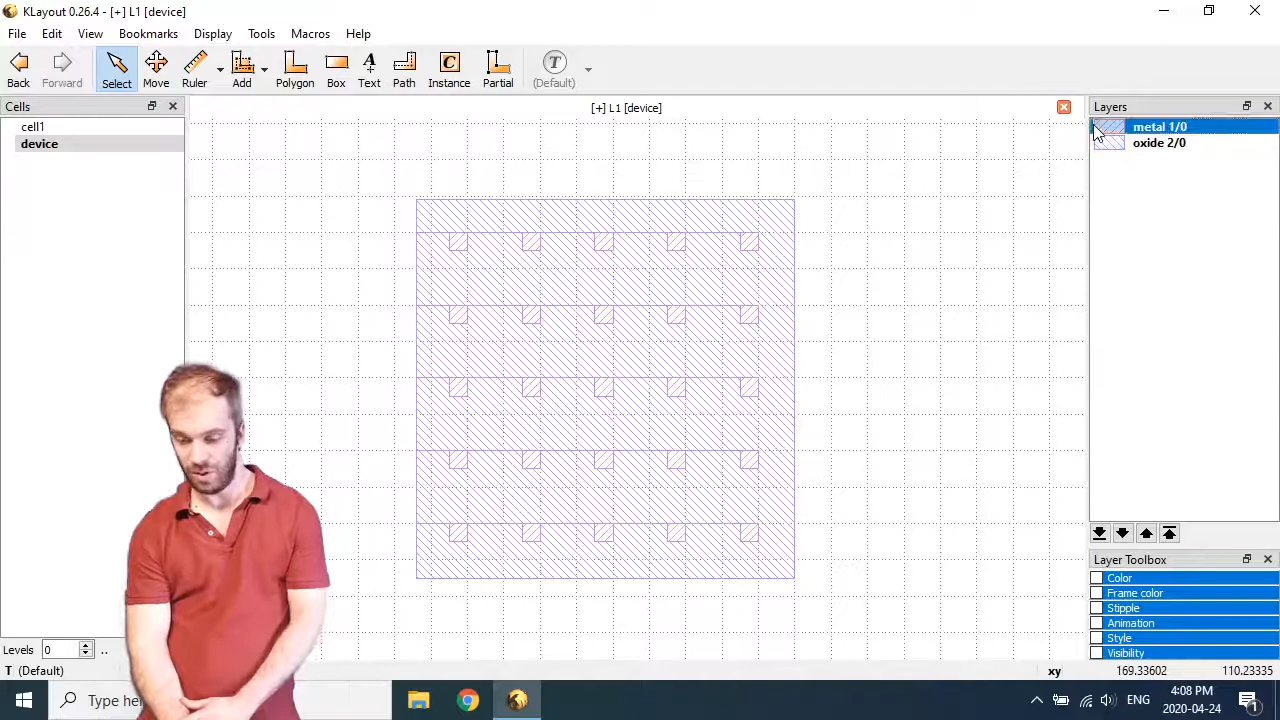 KLayout 0.26.4 - [+] L1 [device]
File Edit View Bookmarks Display Tools Macros Help
Back Forward Select Move Ruler Add Polygon Box Text Path Instance Partial (Default)
Cells
[+] L1 [device]
Layers
cell1
device
metal 1/0
oxide 2/0
Layer Toolbox
Color
Frame color
Stipple
Animation
Style
Visibility
Levels 0 ..
T (Default)
xy 169.33602 110.23335
Type here
ENG
4:08 PM
2020-04-24
1